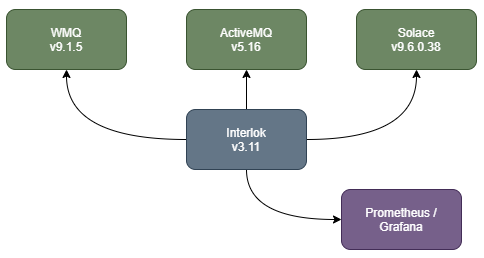 WMQ
v9.1.5
ActiveMQ
v5.16
Solace
v9.6.0.38
Interlok
v3.11
Prometheus /
Grafana